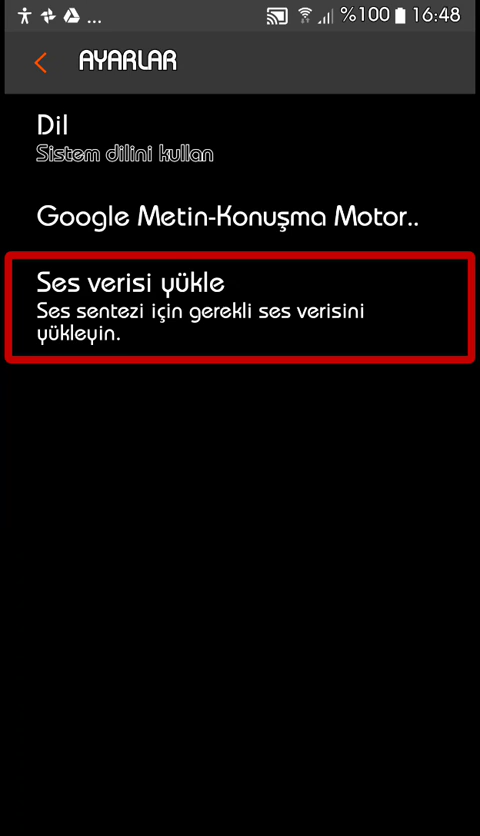 ... %100 16:48
AYARLAR
Dil
Sistem dilini kullan
Google Metin-Konuşma Motor..
Ses verisi yükle
Ses sentezi için gerekli ses verisini
yükleyin.